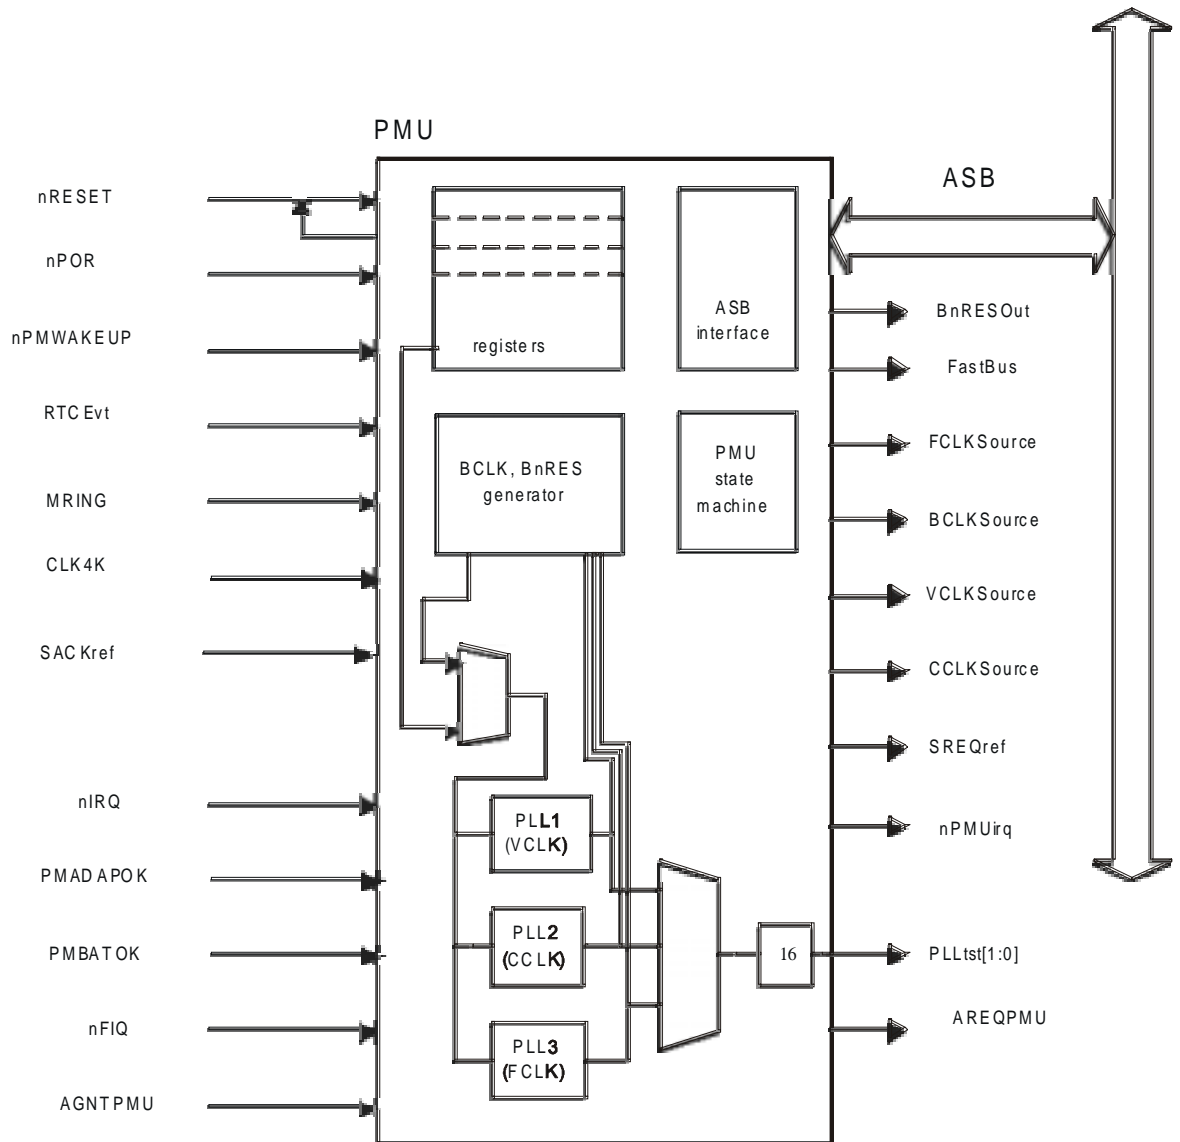 PMU
ASB
nRESET
nPOR
nPMWAKEUP
RTCEvt
MRING
CLK4K
SACKref
nIRQ
PMADAPOK
PMBATOK
nFIQ
AGNTPMU
registers
ASB
interface
BCLK, BnRES
generator
PMU
state
machine
PLL1
(VCLK)
PLL2
(CCLK)
PLL3
(FCLK)
16
BnRESOut
FastBus
FCLKSource
BCLKSource
VCLKSource
CCLKSource
SREQref
nPMUirq
PLLtst[1:0]
AREQPMU